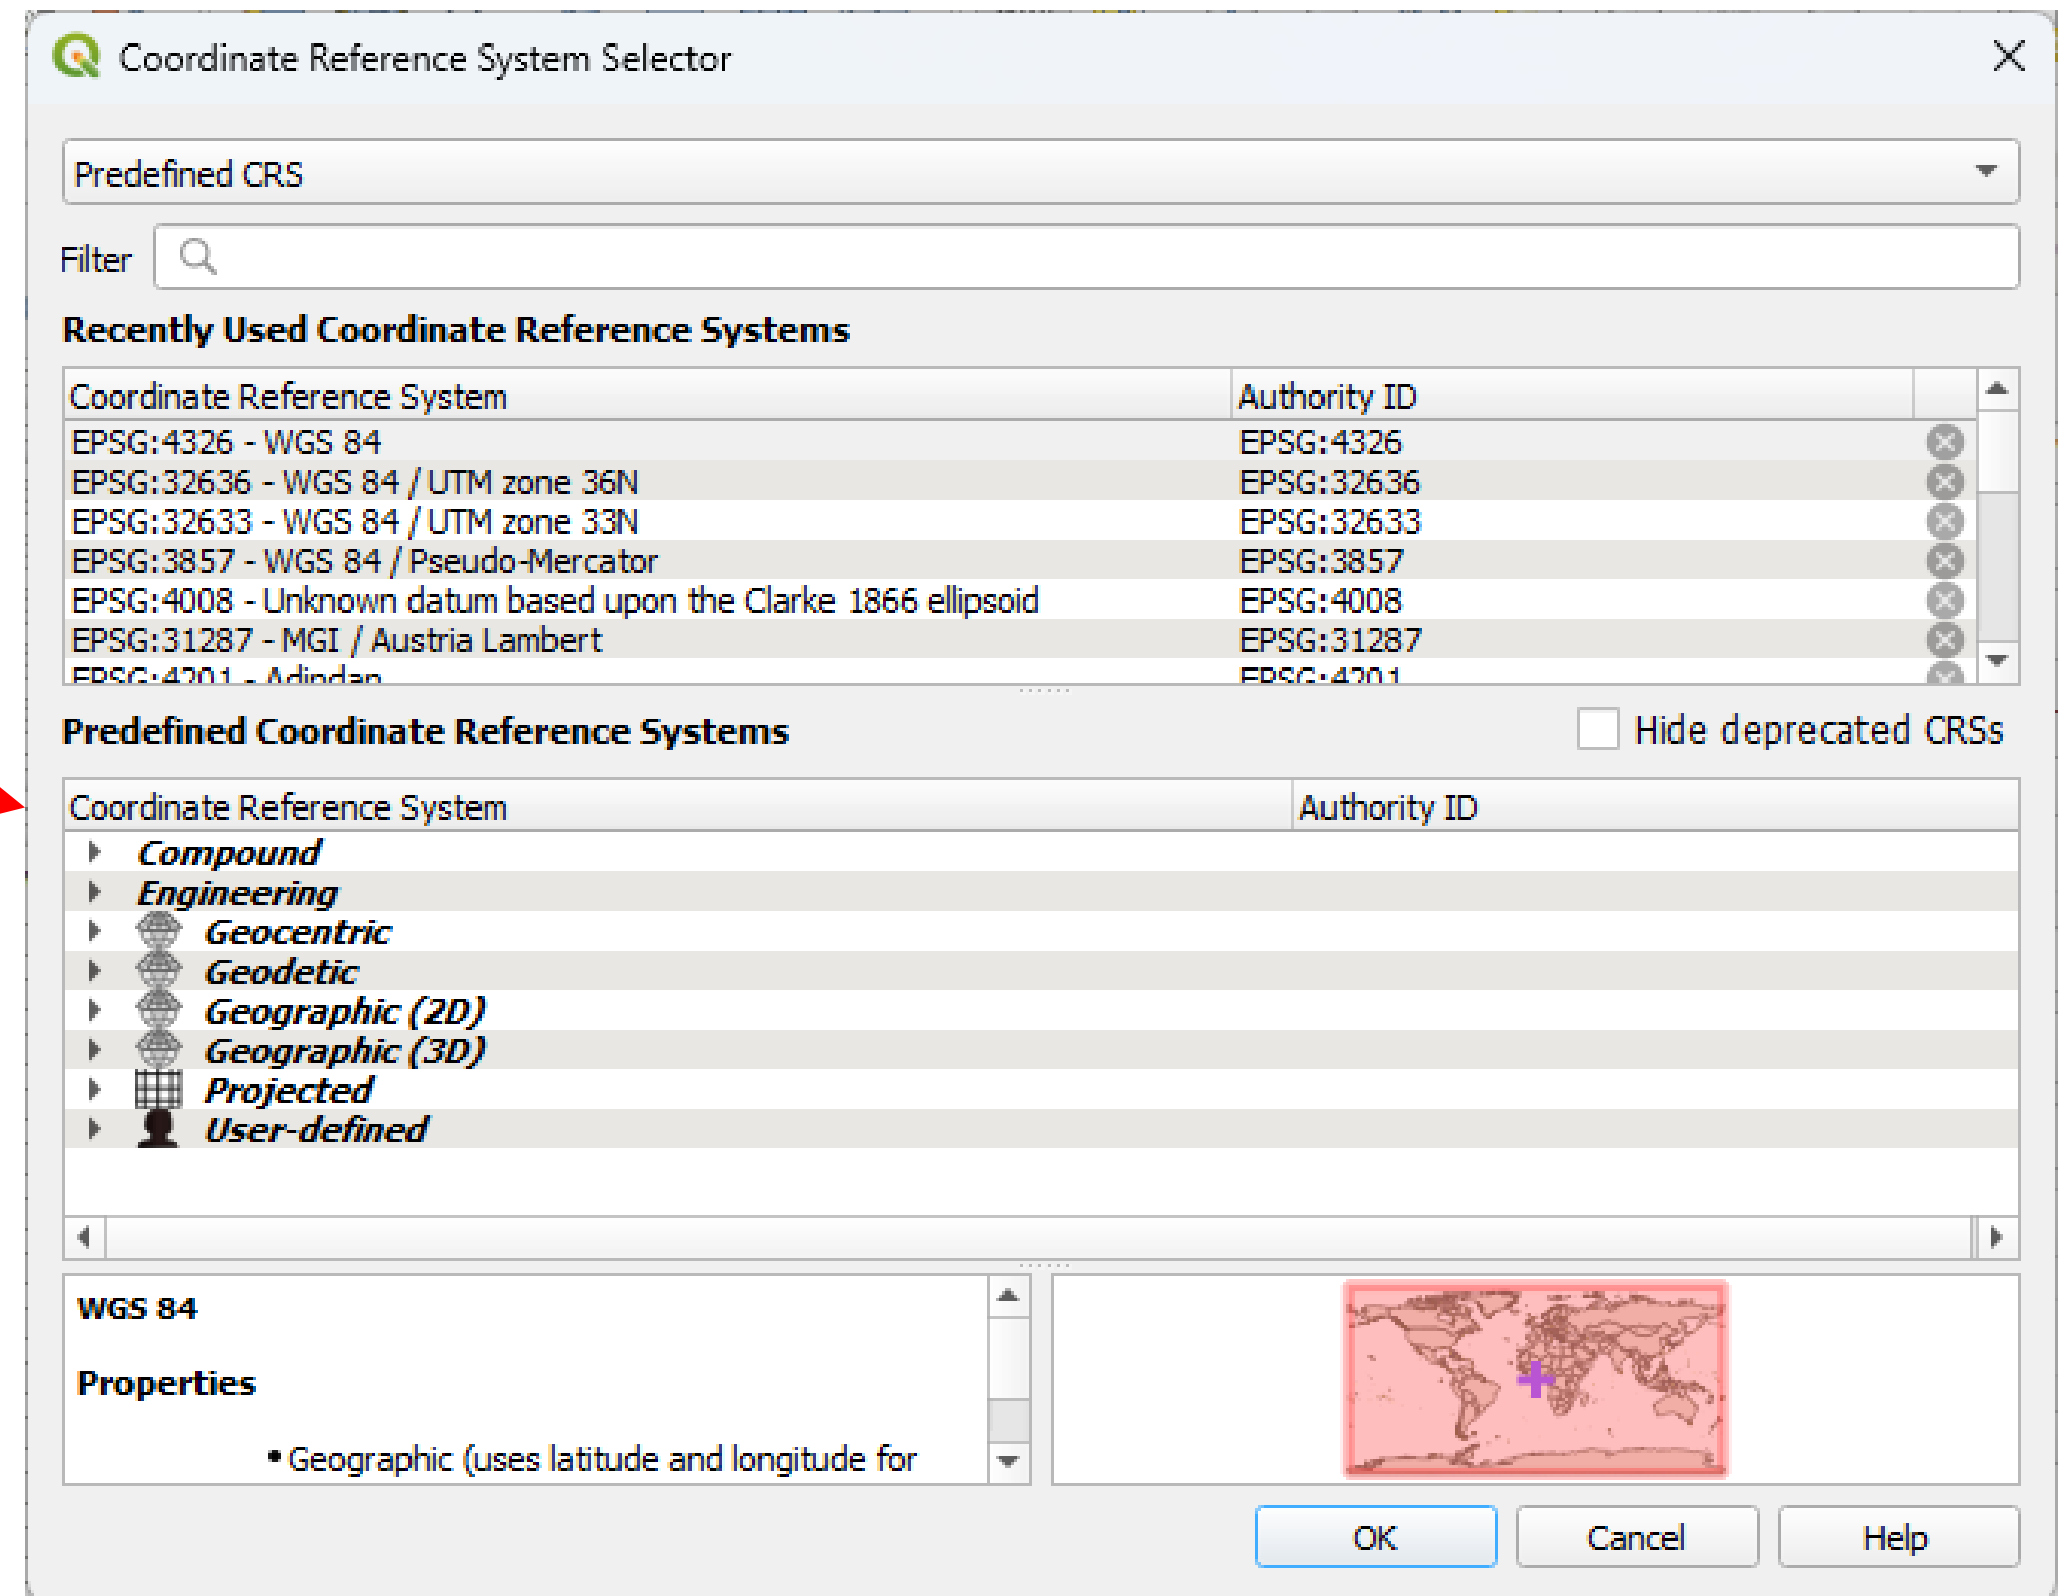 Coordinate Reference System Selector
Predefined CRS
Filter
Recently Used Coordinate Reference Systems
Coordinate Reference System Authority ID
EPSG:4326 - WGS 84 EPSG:4326
EPSG:32636 - WGS 84 / UTM zone 36N EPSG:32636
EPSG:32633 - WGS 84 / UTM zone 33N EPSG:32633
EPSG:3857 - WGS 84 / Pseudo-Mercator EPSG:3857
EPSG:4008 - Unknown datum based upon the Clarke 1866 ellipsoid EPSG:4008
EPSG:31287 - MGI / Austria Lambert EPSG:31287
EPSG:4201 - Adindan EPSG:4201
Predefined Coordinate Reference Systems Hide deprecated CRSs
Coordinate Reference System Authority ID
Compound
Engineering
Geocentric
Geodetic
Geographic (2D)
Geographic (3D)
Projected
User-defined
WGS 84
Properties
• Geographic (uses latitude and longitude for
OK Cancel Help